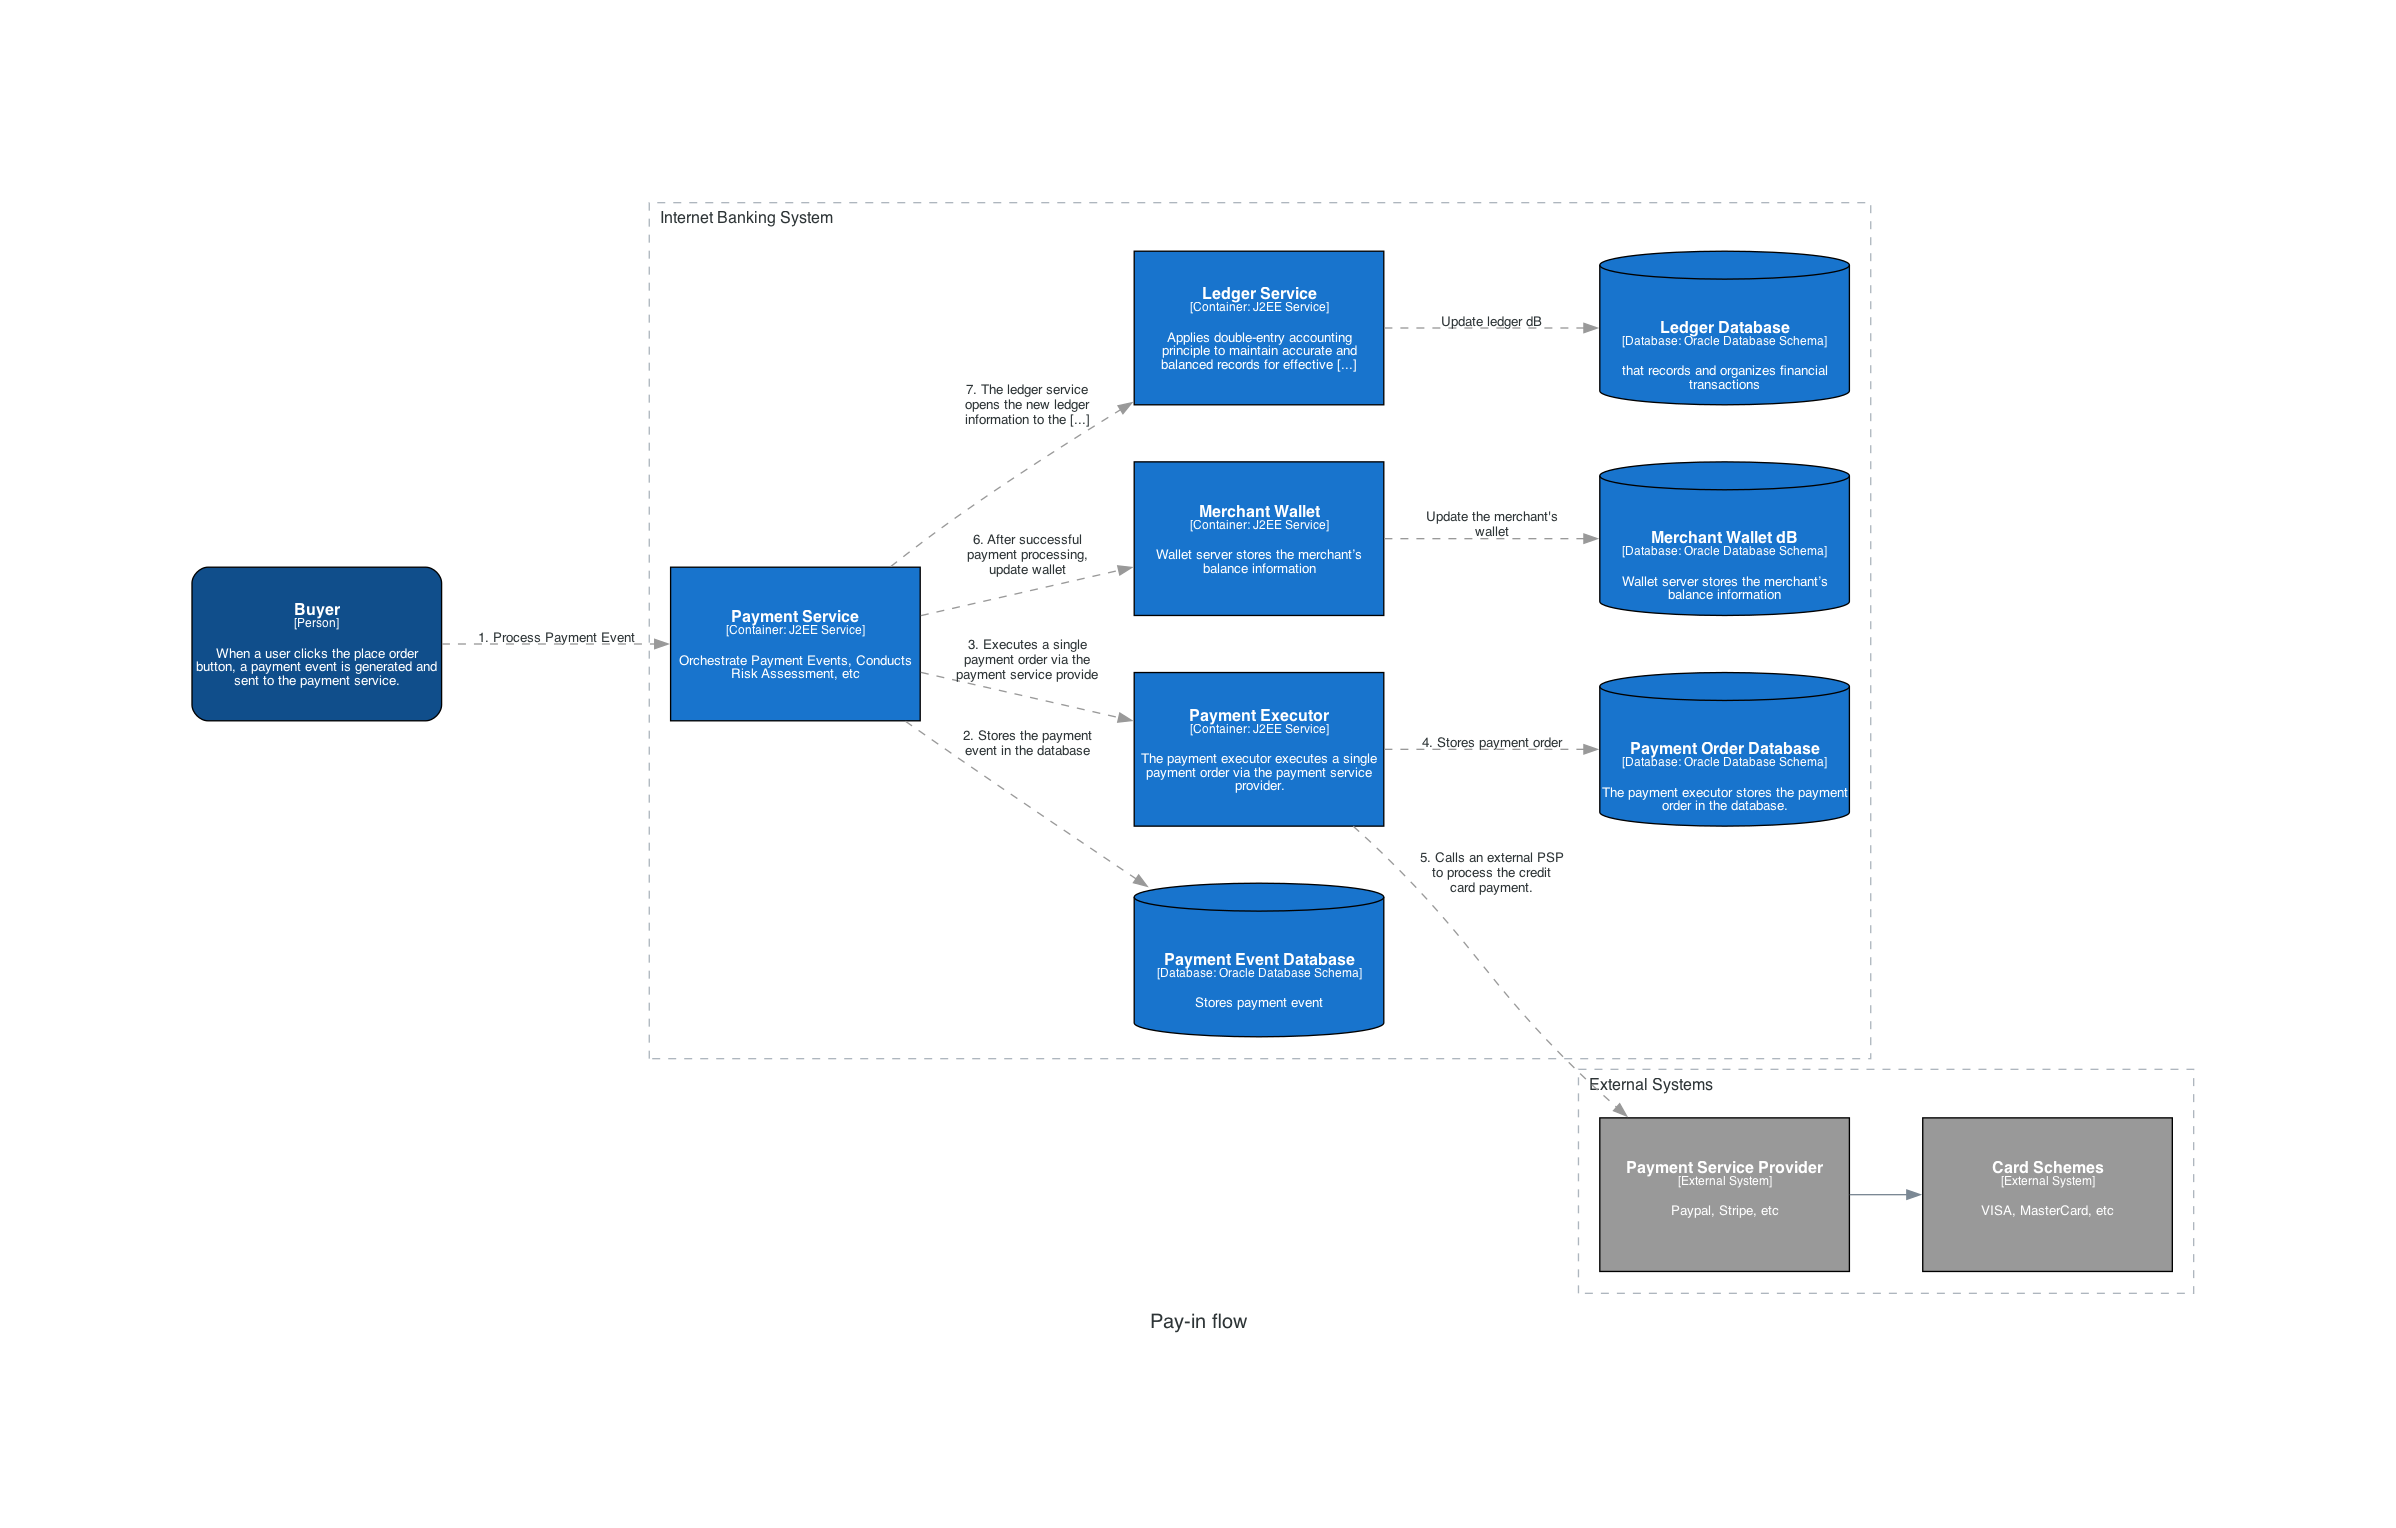 Internet Banking System
Ledger Service
[Container: J2EE Service]
Applies double-entry accounting
principle to maintain accurate and
balanced records for effective [...]
Update ledger dB
Ledger Database
[Database: Oracle Database Schema]
that records and organizes financial
transactions
7. The ledger service
opens the new ledger
information to the [...]
Merchant Wallet
[Container: J2EE Service]
Wallet server stores the merchant's
balance information
Update the merchant's
wallet
Merchant Wallet dB
[Database: Oracle Database Schema]
Wallet server stores the merchant's
balance information
6. After successful
payment processing,
update wallet
Buyer
[Person]
When a user clicks the place order
button, a payment event is generated and
sent to the payment service.
1. Process Payment Event
Payment Service
[Container: J2EE Service]
Orchestrate Payment Events, Conducts
Risk Assessment, etc
3. Executes a single
payment order via the
payment service provide
Payment Executor
[Container: J2EE Service]
The payment executor executes a single
payment order via the payment service
provider.
4. Stores payment order
Payment Order Database
[Database: Oracle Database Schema]
The payment executor stores the payment
order in the database.
2. Stores the payment
event in the database
5. Calls an external PSP
to process the credit
card payment.
Payment Event Database
[Database: Oracle Database Schema]
Stores payment event
External Systems
Payment Service Provider
[External System]
Paypal, Stripe, etc
Card Schemes
[External System]
VISA, MasterCard, etc
Pay-in flow